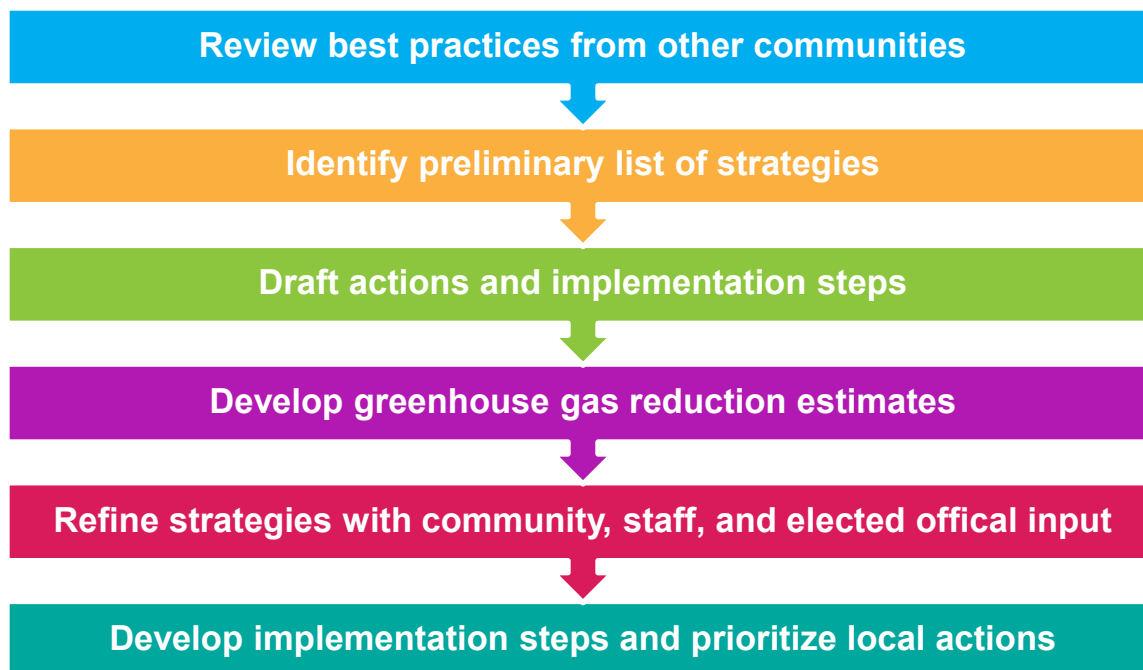 Review best practices from other communities
Identify preliminary list of strategies
Draft actions and implementation steps
Develop greenhouse gas reduction estimates
Refine strategies with community, staff, and elected offical input
Develop implementation steps and prioritize local actions